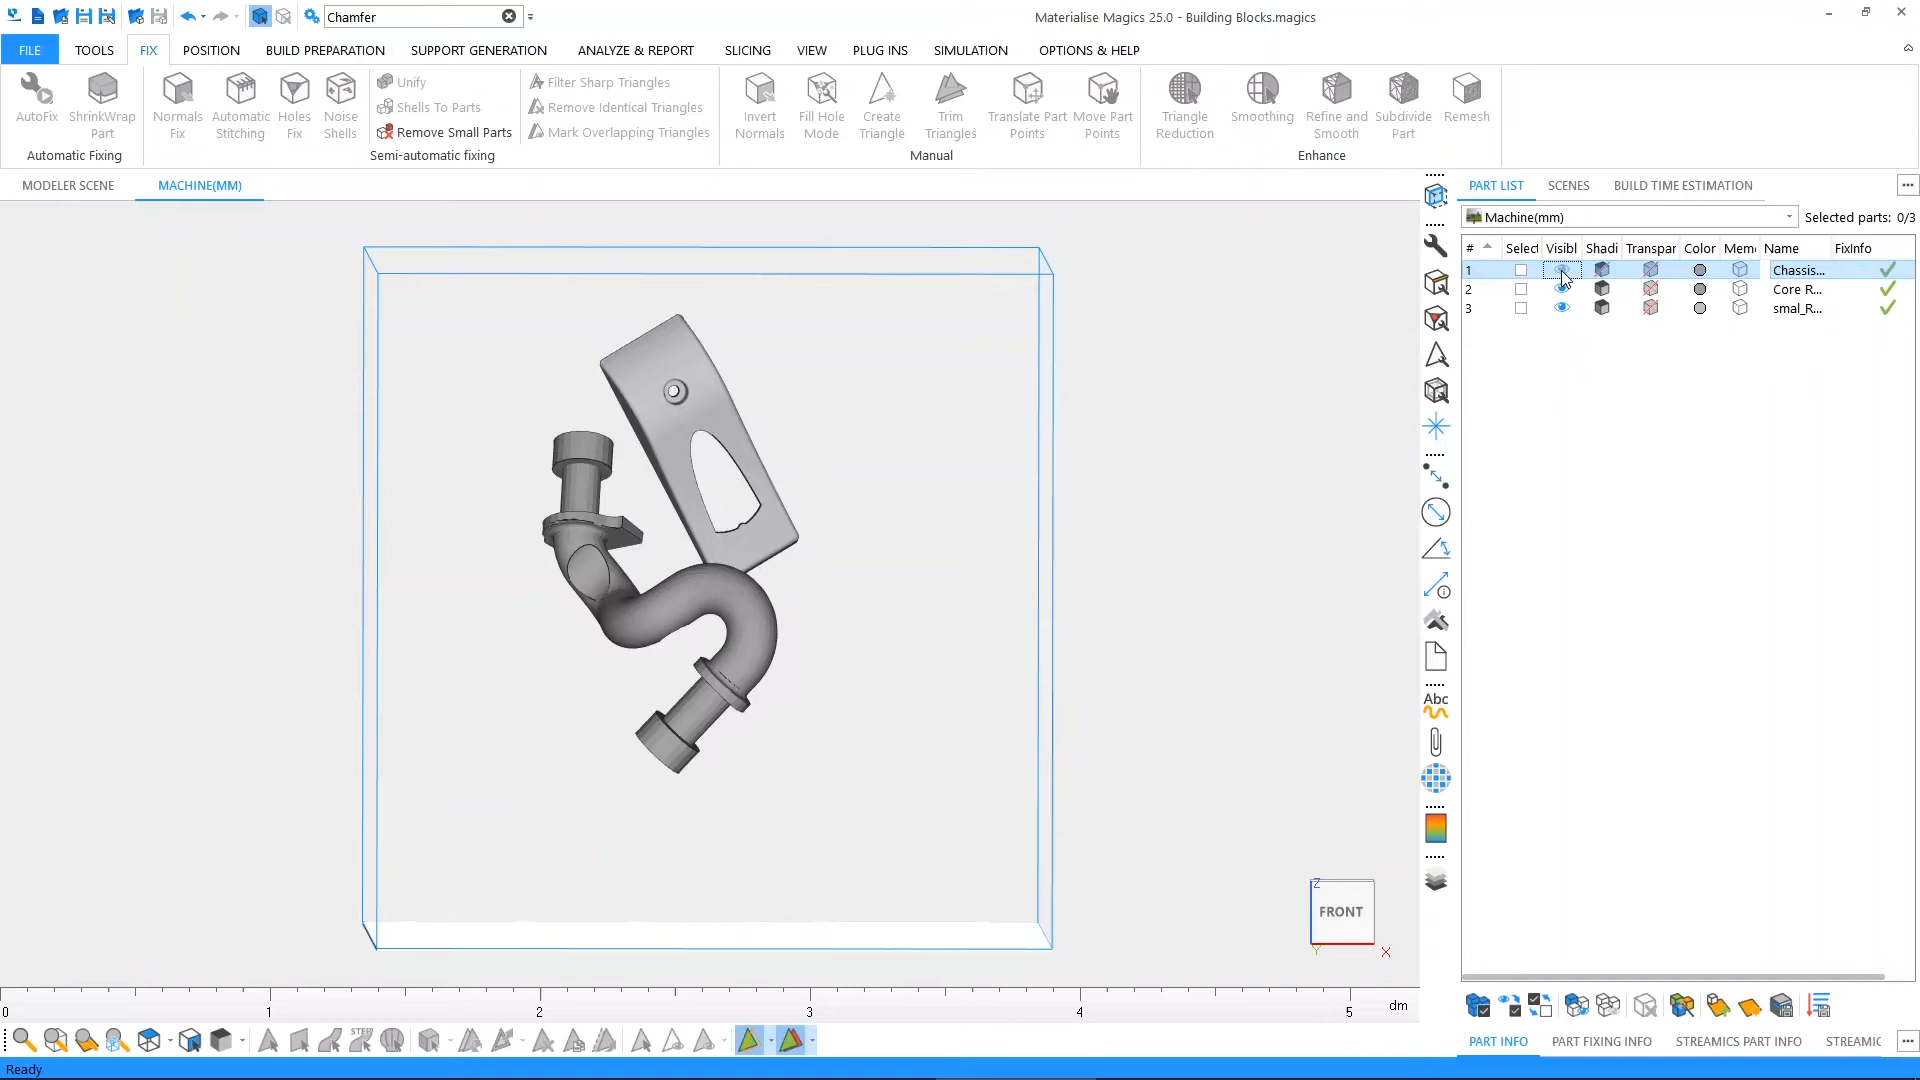 Chamfer
Materialise Magics 25.0 - Building Blocks.magics
FILE TOOLS FIX POSITION BUILD PREPARATION SUPPORT GENERATION ANALYZE & REPORT SLICING VIEW PLUG INS SIMULATION OPTIONS & HELP
AutoFix
ShrinkWrap Part
Automatic Fixing
Normals Fix
Automatic Stitching
Holes Fix
Noise Shells
Unify
Shells To Parts
Remove Small Parts
Filter Sharp Triangles
Remove Identical Triangles
Mark Overlapping Triangles
Semi-automatic fixing
Invert Normals
Fill Hole Mode
Create Triangle
Trim Triangles
Translate Part Points
Move Part Points
Manual
Triangle Reduction
Smoothing
Refine and Smooth
Subdivide Part
Remesh
Enhance
MODELER SCENE MACHINE(MM)
PART LIST SCENES BUILD TIME ESTIMATION
Machine(mm) Selected parts: 0/3
# Select Visibl Shadi Transpar Color Mem Name FixInfo
1 Chassis...
2 Core R...
3 smal_R...
Abc
Z
FRONT
Y
X
0 1 2 3 4 5 dm
STEP
PART INFO PART FIXING INFO STREAMICS PART INFO STREAMIC
Ready